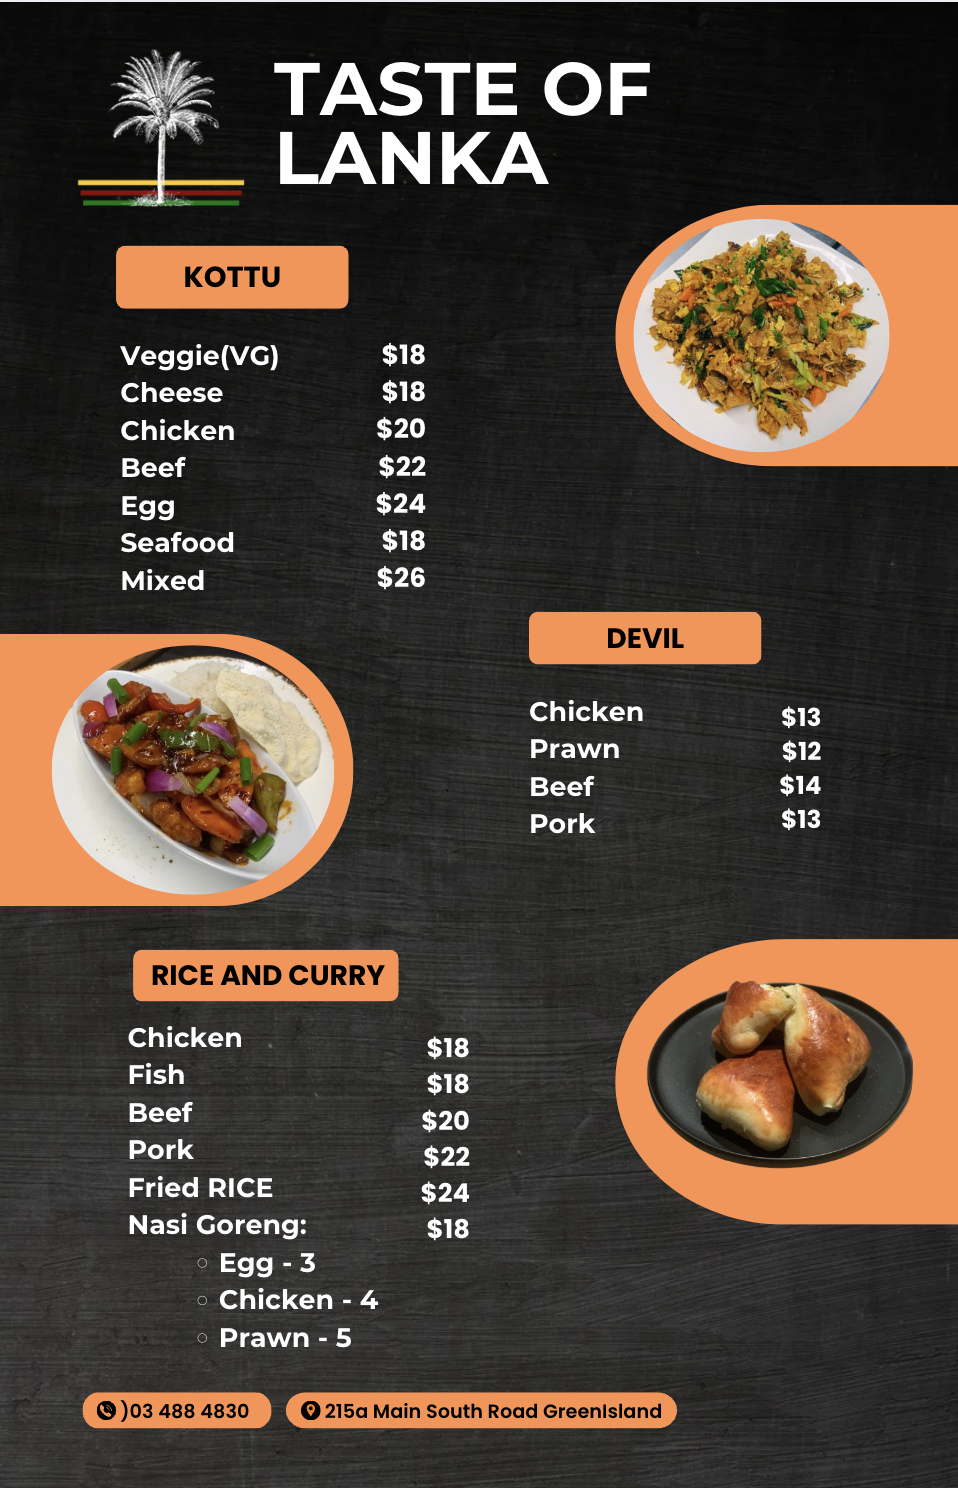 TASTE OF
LANKA
KOTTU
Veggie(VG) $18
Cheese $18
Chicken $20
Beef $22
Egg $24
Seafood $18
Mixed $26
DEVIL
Chicken $13
Prawn $12
Beef $14
Pork $13
RICE AND CURRY
Chicken $18
Fish $18
Beef $20
Pork $22
Fried RICE $24
Nasi Goreng: $18
Egg - 3
Chicken - 4
Prawn - 5
)03 488 4830
215a Main South Road GreenIsland